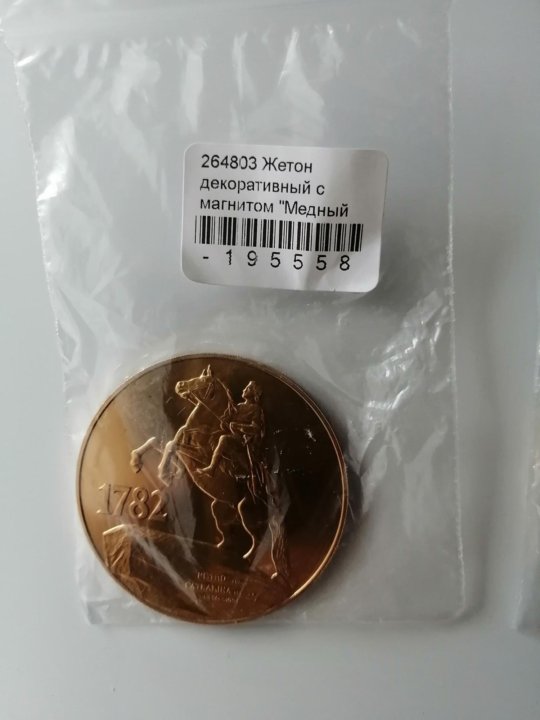 264803 Жетон
декоративный с
магнитом "Медный
-195558
1782